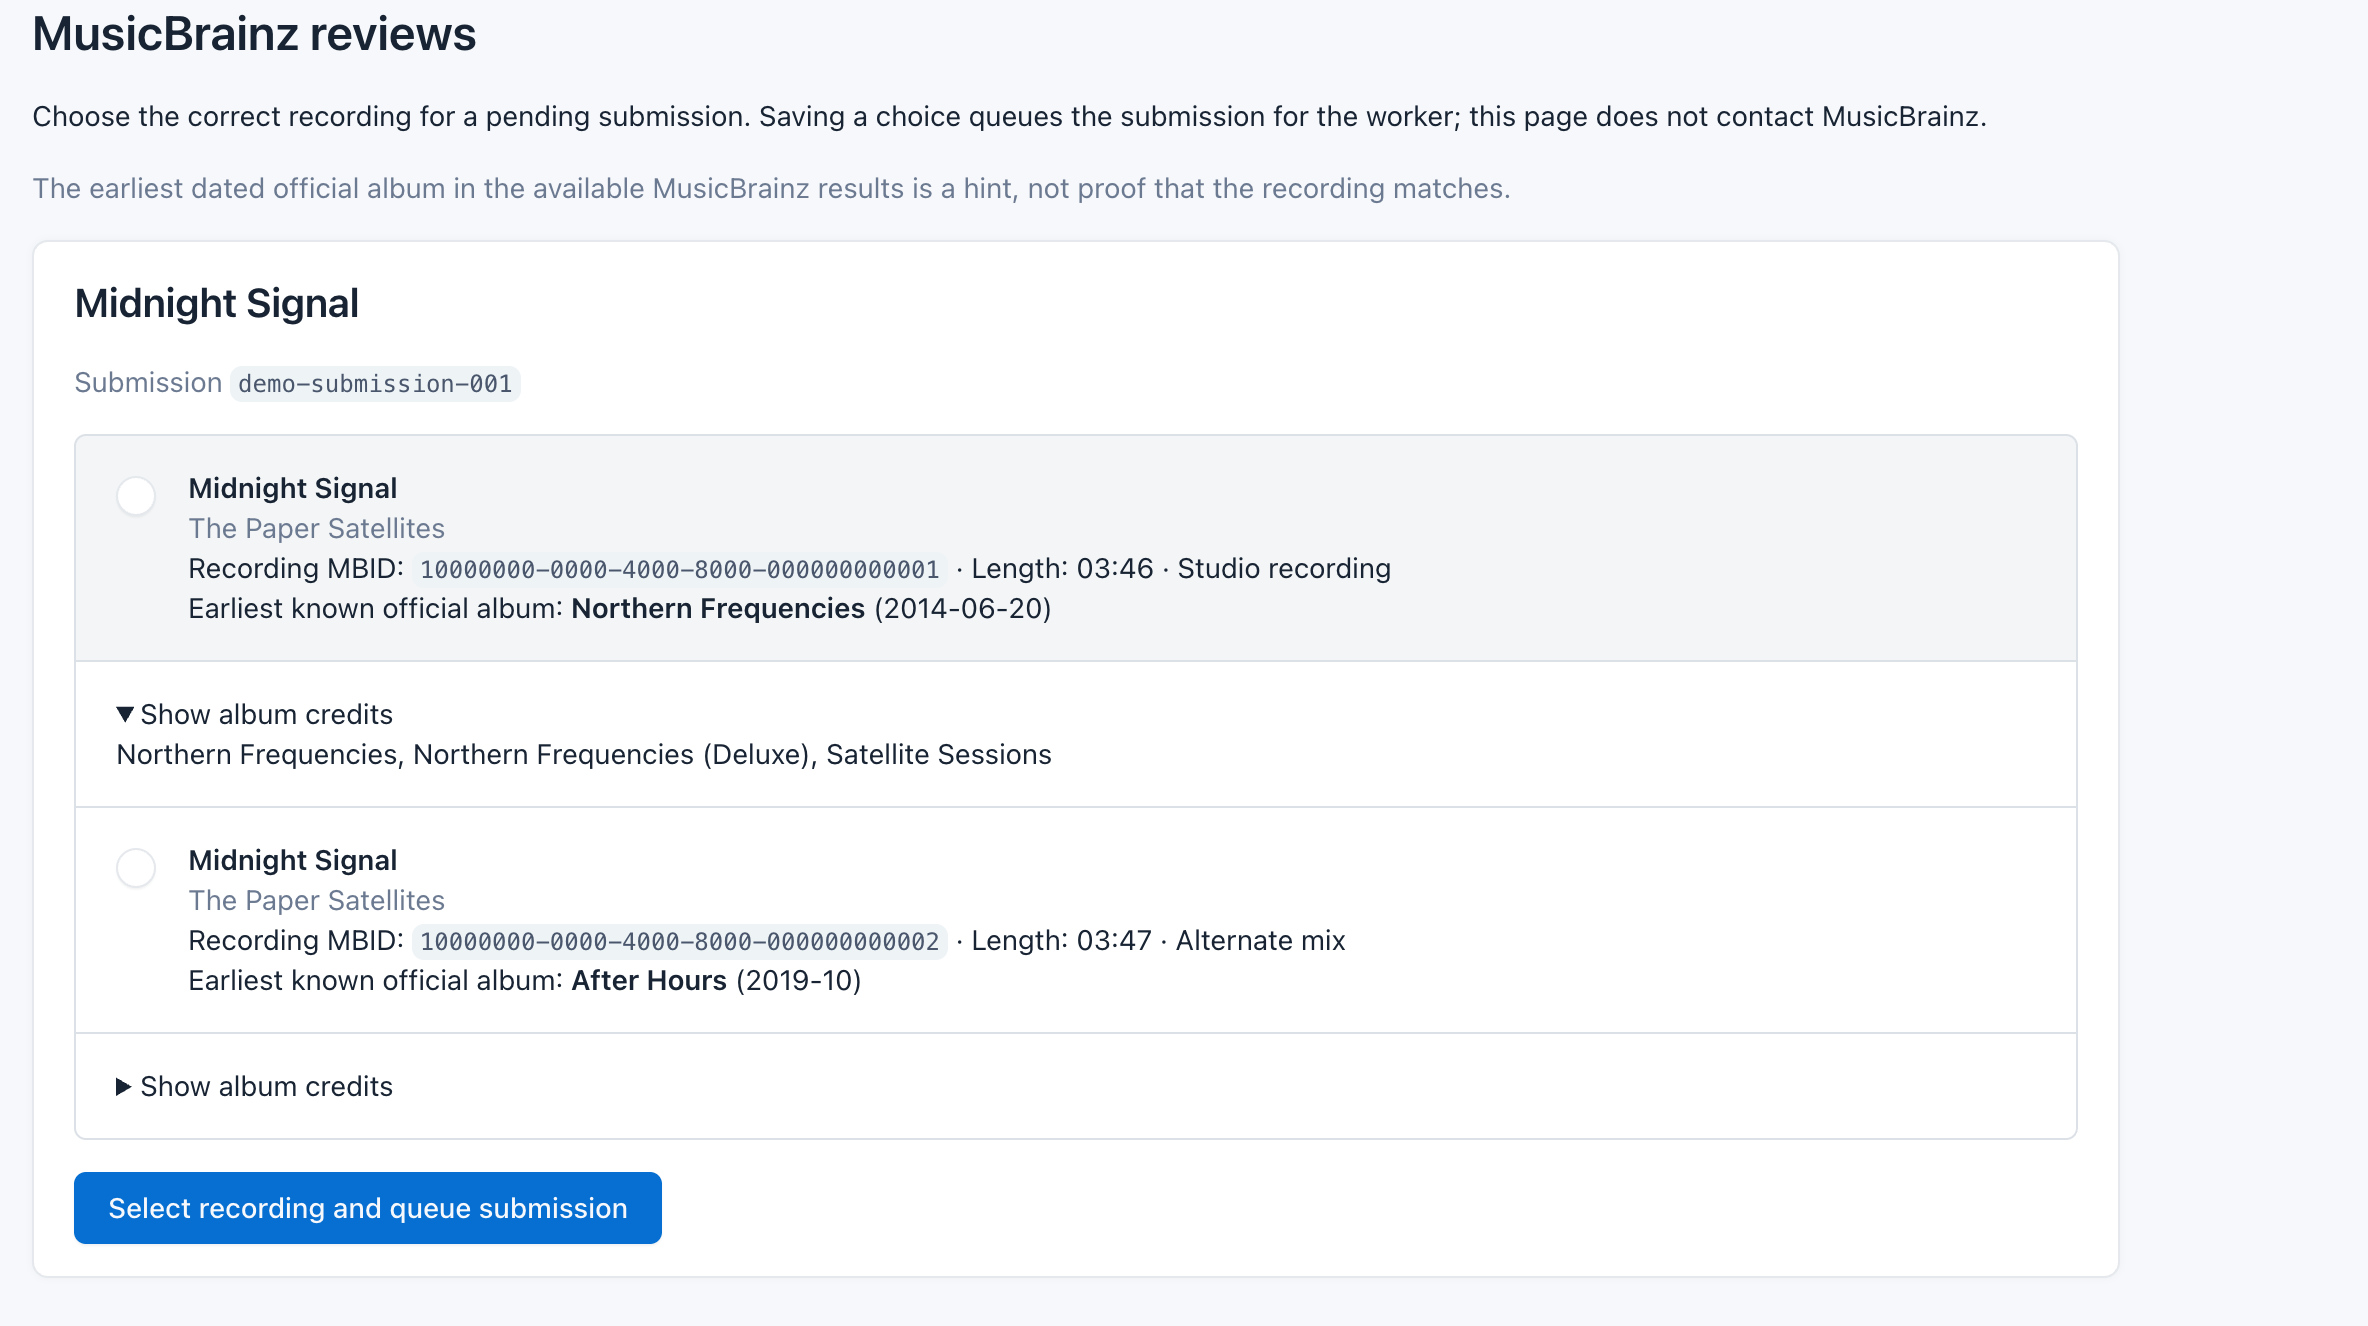 MusicBrainz reviews
Choose the correct recording for a pending submission. Saving a choice queues the submission for the worker; this page does not contact MusicBrainz.
The earliest dated official album in the available MusicBrainz results is a hint, not proof that the recording matches.
Midnight Signal
Submission demo-submission-001
Midnight Signal
The Paper Satellites
Recording MBID: 10000000-0000-4000-8000-000000000001 · Length: 03:46 · Studio recording
Earliest known official album: Northern Frequencies (2014-06-20)
▼ Show album credits
Northern Frequencies, Northern Frequencies (Deluxe), Satellite Sessions
Midnight Signal
The Paper Satellites
Recording MBID: 10000000-0000-4000-8000-000000000002 · Length: 03:47 · Alternate mix
Earliest known official album: After Hours (2019-10)
▶ Show album credits
Select recording and queue submission